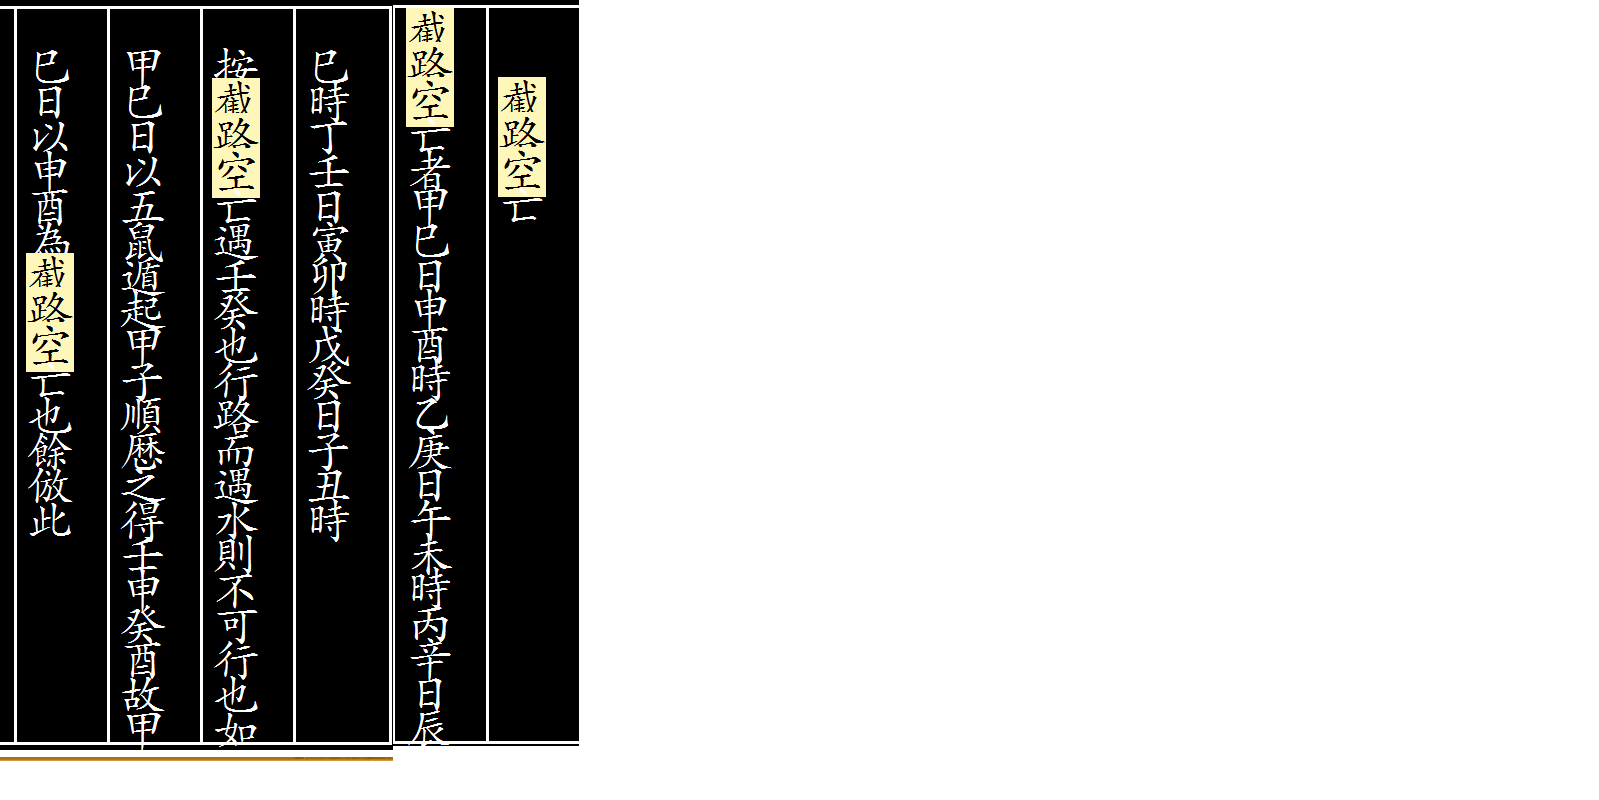 截路空亡
截路空亡者甲巳日申酉時乙庚日午未時丙辛日辰
巳時丁壬日寅卯時戊癸日子丑時
按截路空亡遇壬癸也行路而遇水則不可行也如
甲巳日以五鼠遁起甲子順厯之得壬申癸酉故甲
巳日以申酉為截路空亡也餘倣此